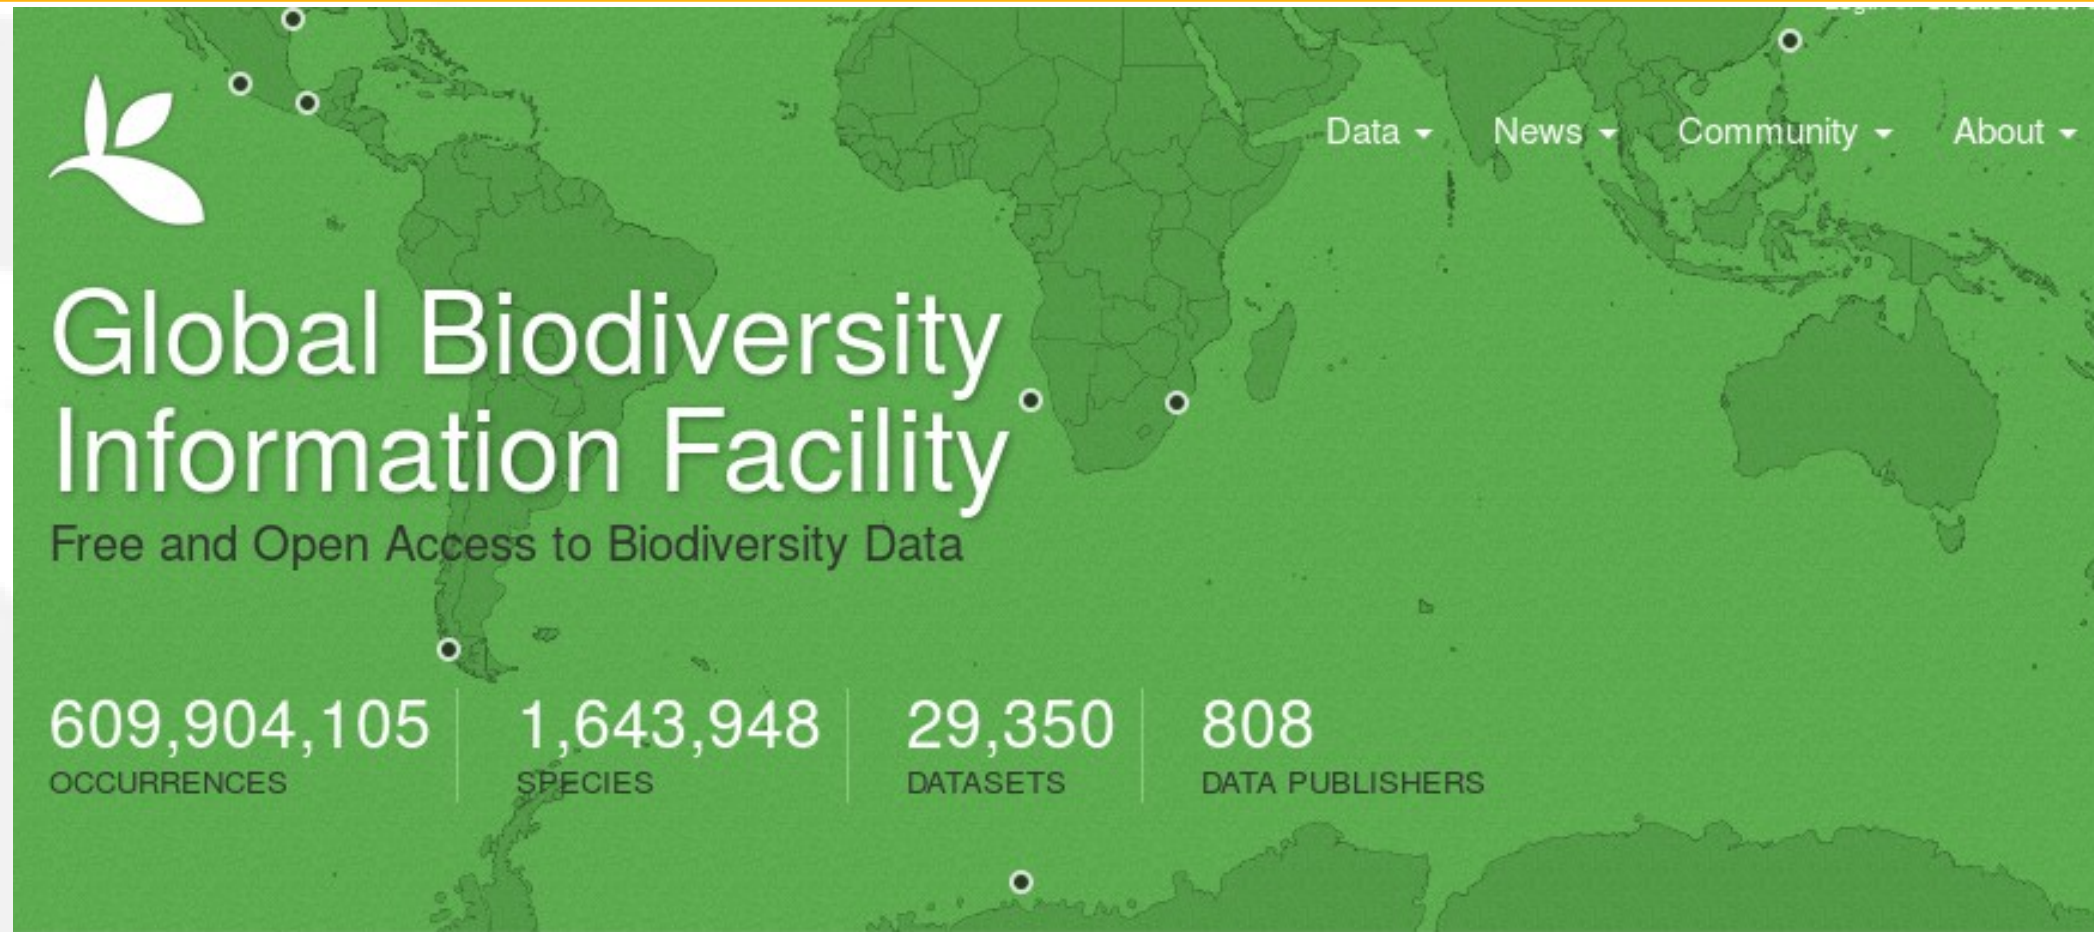 Data
News
Community
About
Global Biodiversity
Information Facility
Free and Open Access to Biodiversity Data
609,904,105
OCCURRENCES
1,643,948
SPECIES
29,350
DATASETS
808
DATA PUBLISHERS